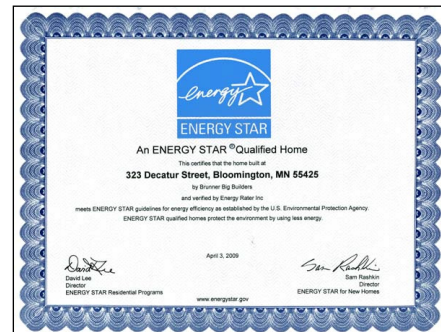 energy
ENERGY STAR
An ENERGY STAR ®Qualified Home
This certifies that the home built at
323 Decatur Street, Bloomington, MN 55425
by Brunner Big Builders
and verified by Energy Rater Inc
meets ENERGY STAR guidelines for energy efficiency as established by the U.S. Environmental Protection Agency.
ENERGY STAR qualified homes protect the environment by using less energy.
April 3, 2009
David Lee
Sam Rashkin
David Lee
Director
ENERGY STAR Residential Programs
Sam Rashkin
Director
ENERGY STAR for New Homes
www.energystar.gov